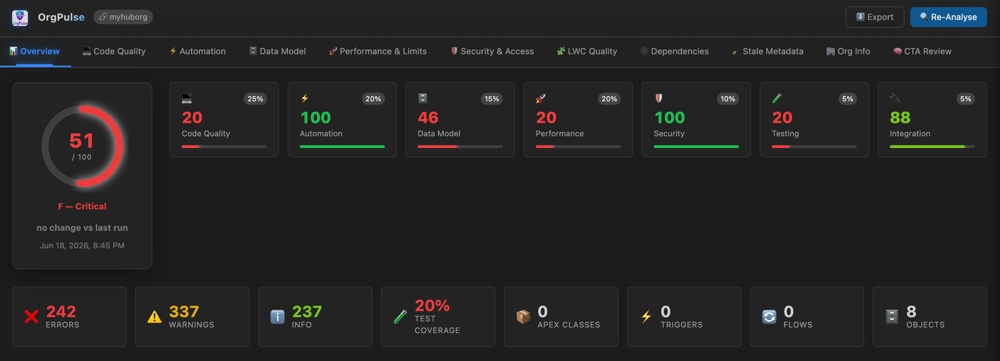 OrgPulse
OrgPulse
myhuborg
Export
Re-Analyse
Overview
Code Quality
Automation
Data Model
Performance & Limits
Security & Access
LWC Quality
Dependencies
Stale Metadata
Org Info
CTA Review
51
/ 100
F — Critical
no change vs last run
Jun 18, 2026, 8:45 PM
25%
20
Code Quality
20%
100
Automation
15%
46
Data Model
20%
20
Performance
10%
100
Security
5%
20
Testing
5%
88
Integration
242
ERRORS
337
WARNINGS
237
INFO
20%
TEST
COVERAGE
0
APEX CLASSES
0
TRIGGERS
0
FLOWS
8
OBJECTS